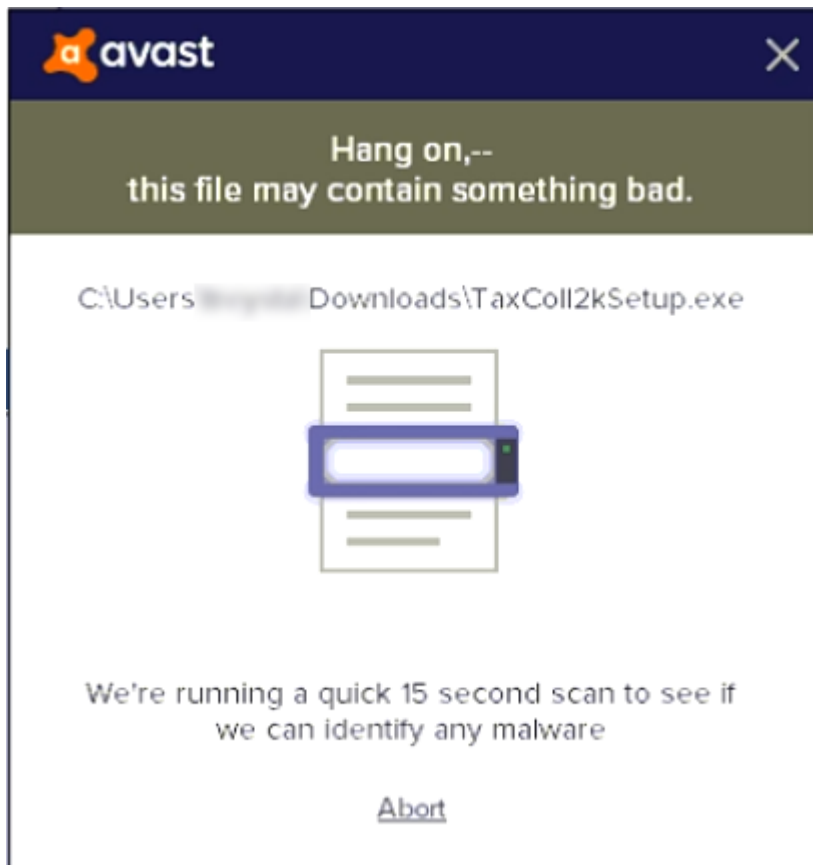 avast
Hang on,--
this file may contain something bad.
C:\Users Downloads\TaxColl2kSetup.exe
We're running a quick 15 second scan to see if
we can identify any malware
Abort